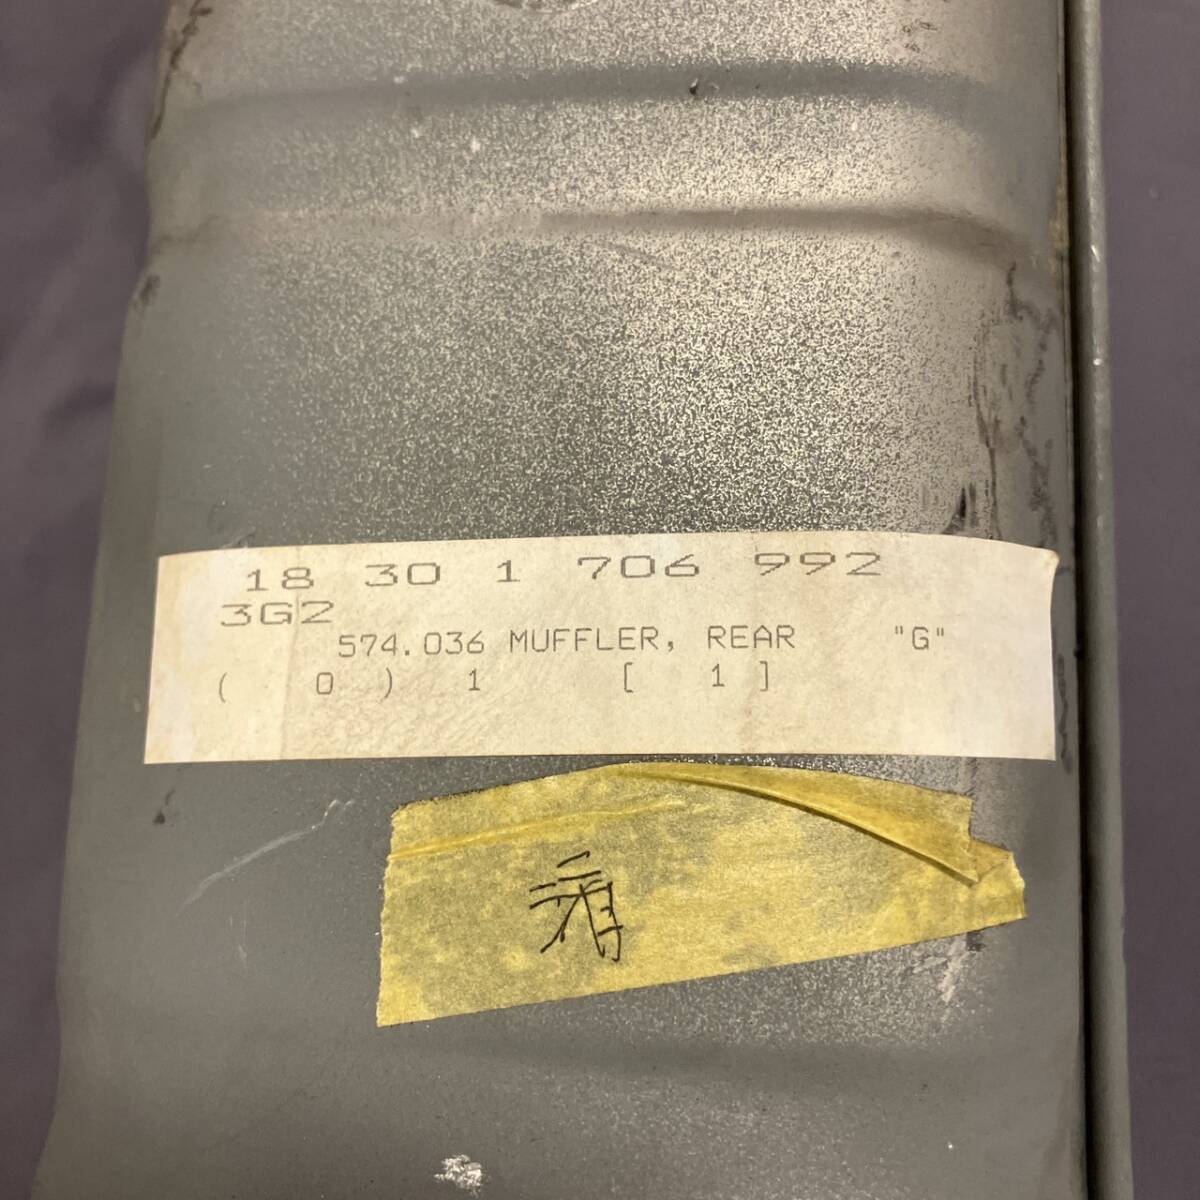 18 30 1 706 992
3G2
574.036 MUFFLER, REAR "G"
( 0 ) 1 [ 1 ]